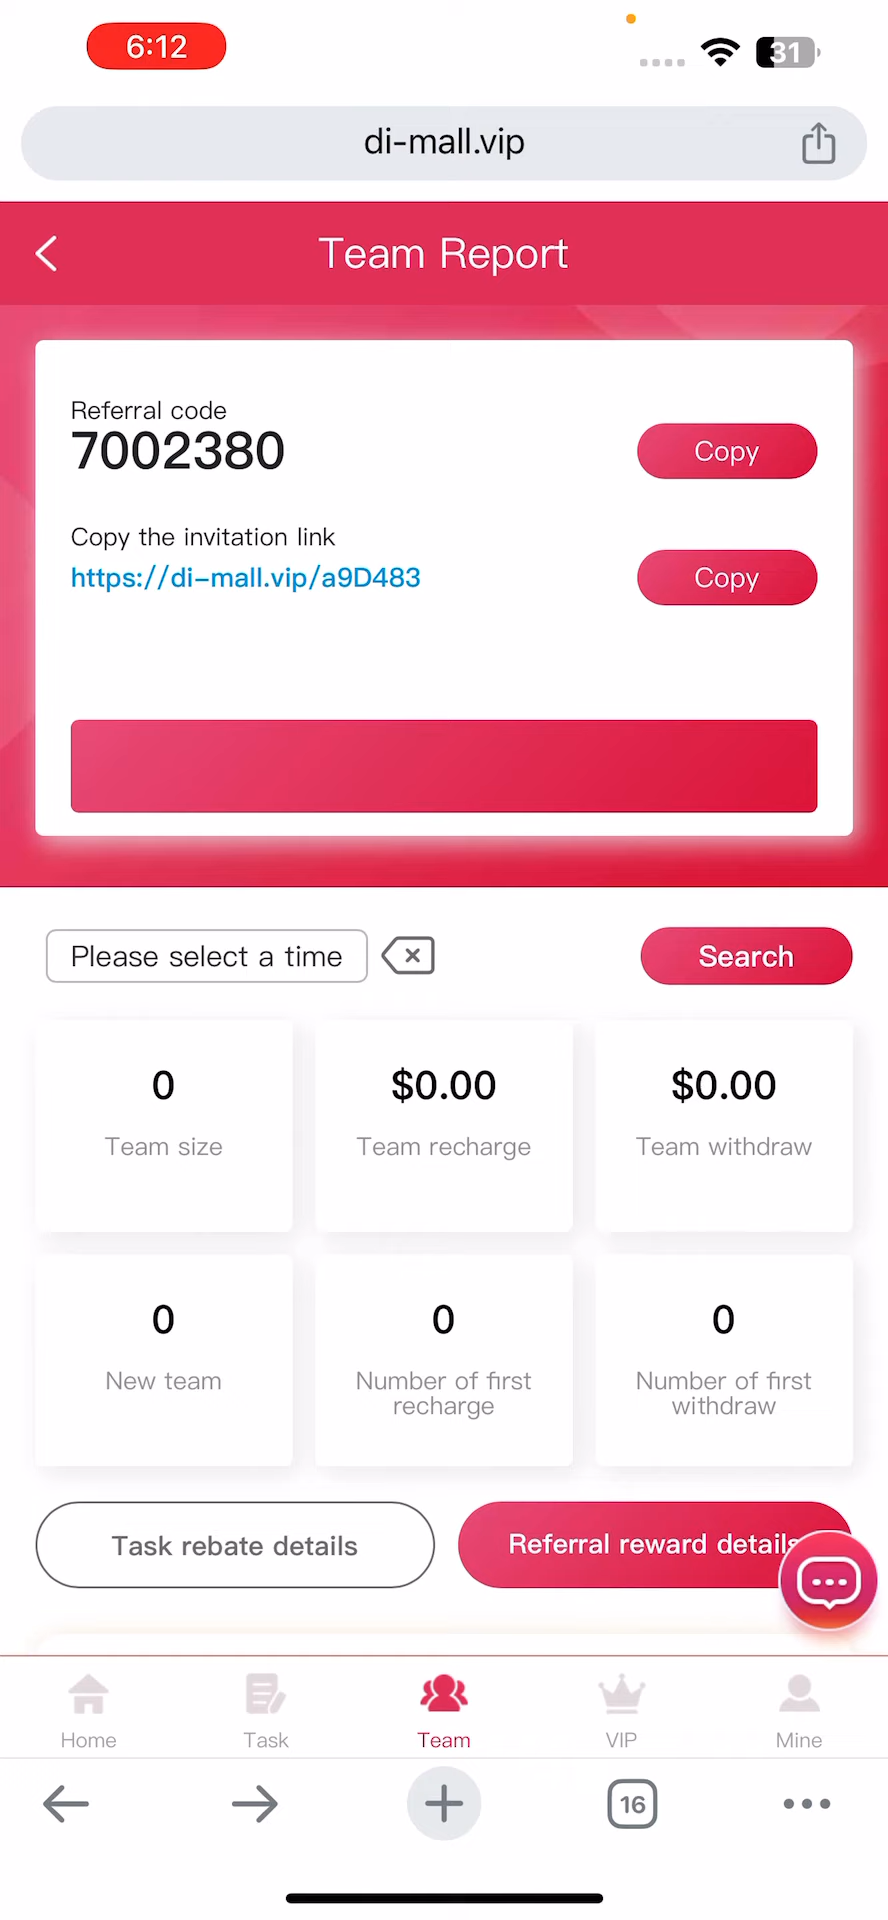 6:12
31
di-mall.vip
Team Report
Referral code
7002380
Copy
Copy the invitation link
https://di-mall.vip/a9D483
Copy
Please select a time
Search
0
$0.00
$0.00
Team size
Team recharge
Team withdraw
0
0
0
New team
Number of first
recharge
Number of first
withdraw
Task rebate details
Referral reward details
Home
Task
Team
VIP
Mine
16